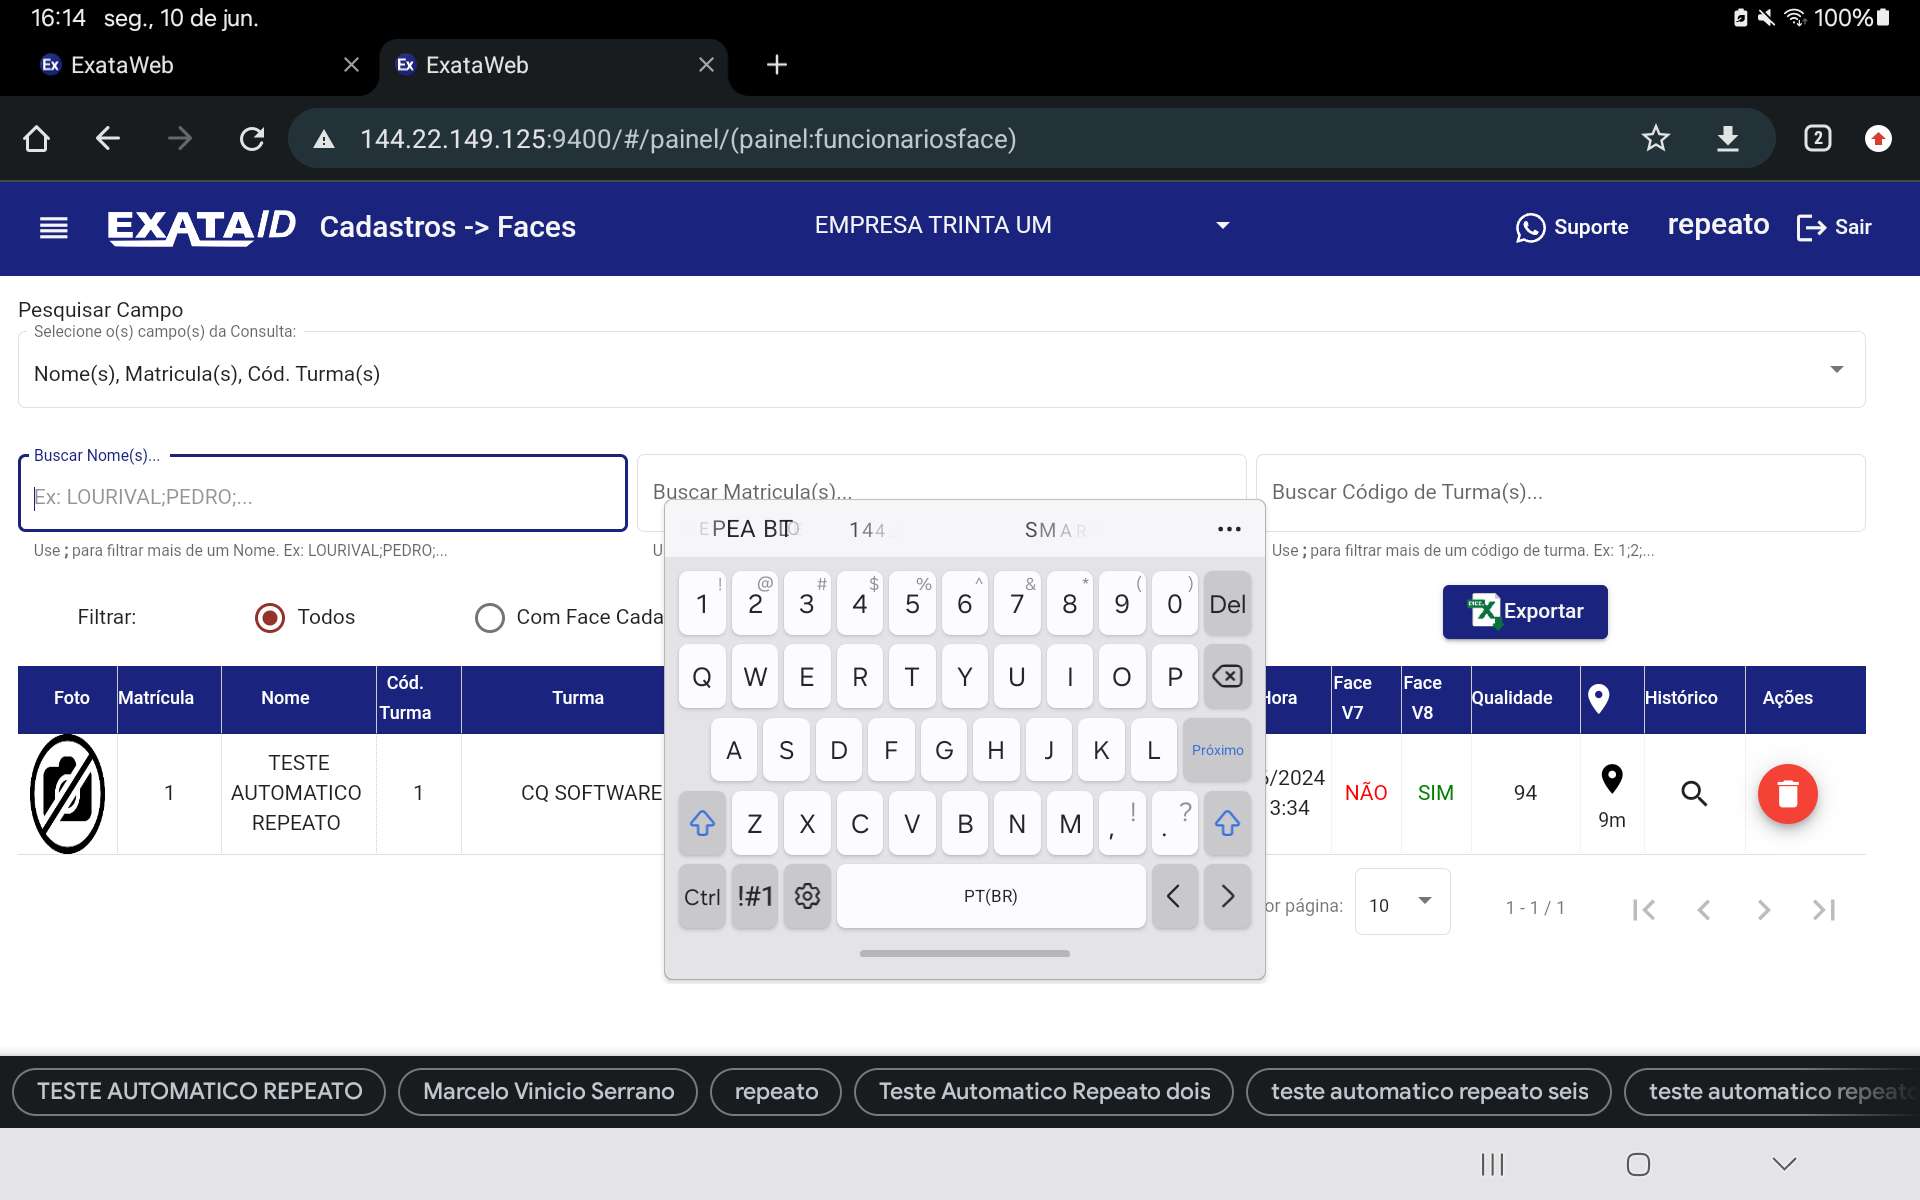 16:14 seg., 10 de jun. 100%
Ex ExataWeb
Ex ExataWeb
144.22.149.125:9400/#/painel/(painel:funcionariosface) 2
EXATA/D Cadastros -> Faces EMPRESA TRINTA UM Suporte repeato Sair
Pesquisar Campo
Selecione o(s) campo(s) da Consulta:
Nome(s), Matricula(s), Cód. Turma(s)
Buscar Nome(s)...
Ex: LOURIVAL;PEDRO;...
Buscar Matricula(s)...
Buscar Código de Turma(s)...
Use ; para filtrar mais de um Nome. Ex: LOURIVAL;PEDRO;...
U
Use ; para filtrar mais de um código de turma. Ex: 1;2;...
Filtrar: Todos Com Face Cada
Exportar
Foto Matrícula Nome Cód. Turma Turma Hora Face V7 Face V8 Qualidade Histórico Ações
1 TESTE AUTOMATICO REPEATO 1 CQ SOFTWARE /2024 3:34 NÃO SIM 94 9m
or página: 10 1 - 1 / 1
144 SMAR
! @ # $ % ^ & * ( )
1 2 3 4 5 6 7 8 9 0 Del
Q W E R T Y U I O P
A S D F G H J K L Próximo
Z X C V B N M , ! . ?
Ctrl !#1 PT(BR)
TESTE AUTOMATICO REPEATO Marcelo Vinicio Serrano repeato Teste Automatico Repeato dois teste automatico repeato seis teste automatico repeato